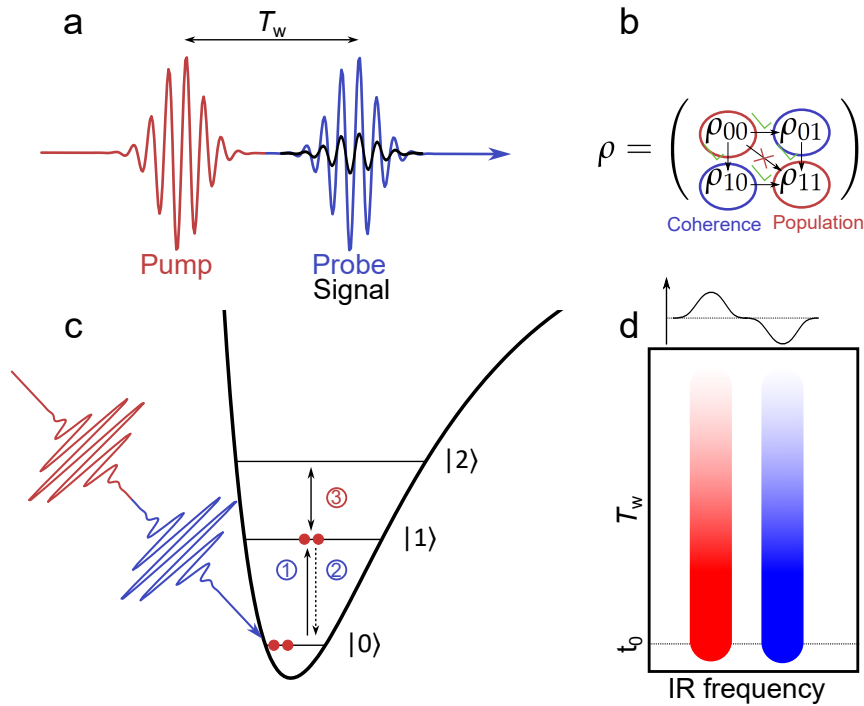 a
T_w
Pump
Probe
Signal
b
ρ = ( ρ₀₀ ρ₀₁
ρ₁₀ ρ₁₁ )
Coherence Population
c
|2⟩
③
|1⟩
① ②
|0⟩
d
T_w
t₀
IR frequency